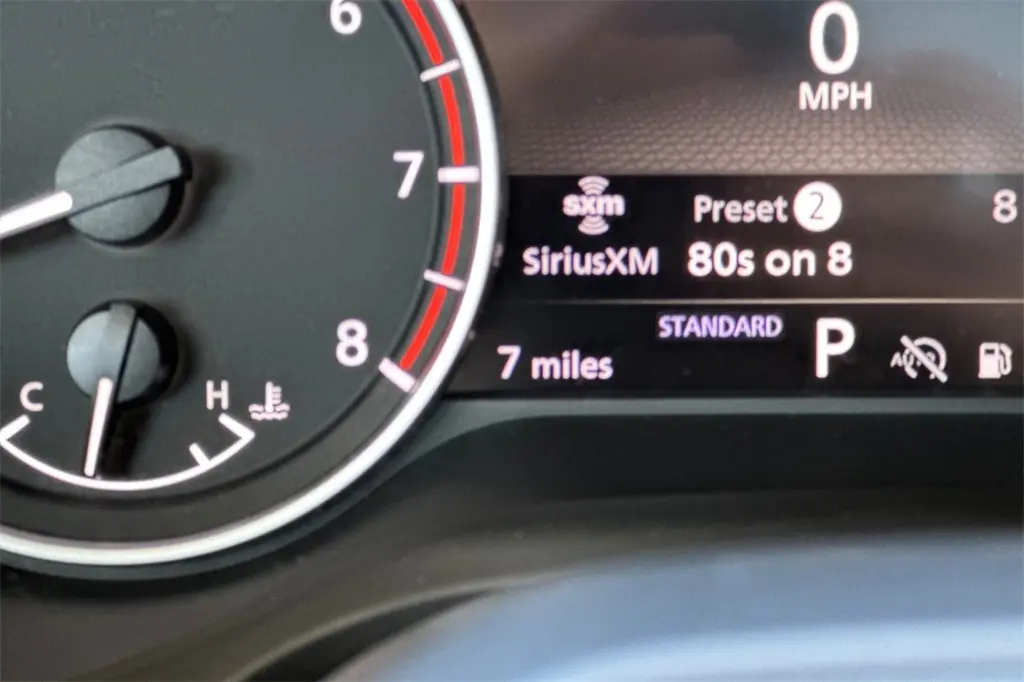 6
7
8
C H
0
MPH
sxm
SiriusXM
Preset 2 8
80s on 8
STANDARD
7 miles
P
AUTO